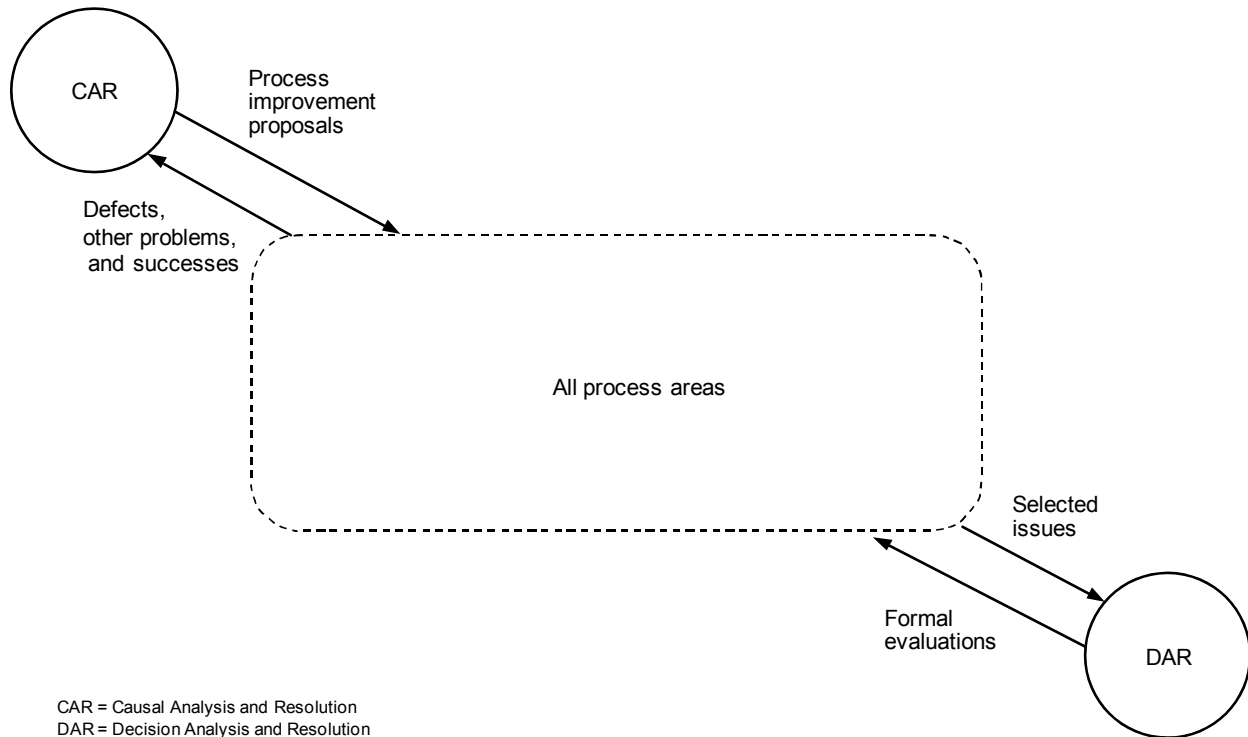 CAR
Process
improvement
proposals
Defects,
other problems,
and successes
All process areas
Selected
issues
Formal
evaluations
DAR
CAR = Causal Analysis and Resolution
DAR = Decision Analysis and Resolution